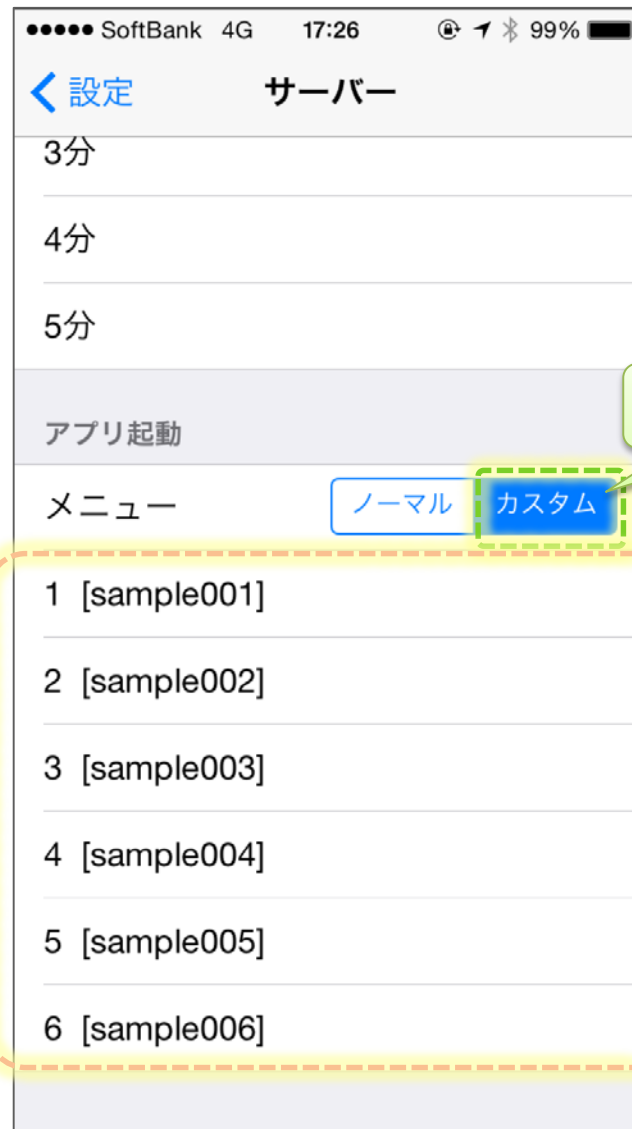 SoftBank 4G 17:26 99%
設定 サーバー
3分
4分
5分
アプリ起動
メニュー ノーマル カスタム
1 [sample001]
2 [sample002]
3 [sample003]
4 [sample004]
5 [sample005]
6 [sample006]